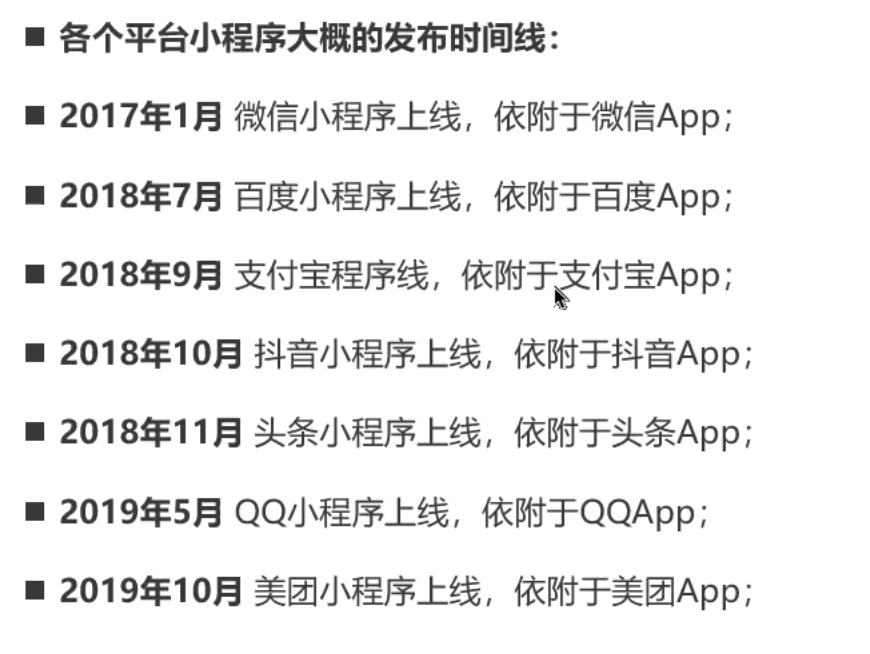 ■ 各个平台小程序大概的发布时间线：
■ 2017年1月 微信小程序上线，依附于微信App；
■ 2018年7月 百度小程序上线，依附于百度App；
■ 2018年9月 支付宝程序线，依附于支付宝App；
■ 2018年10月 抖音小程序上线，依附于抖音App；
■ 2018年11月 头条小程序上线，依附于头条App；
■ 2019年5月 QQ小程序上线，依附于QQApp；
■ 2019年10月 美团小程序上线，依附于美团App；